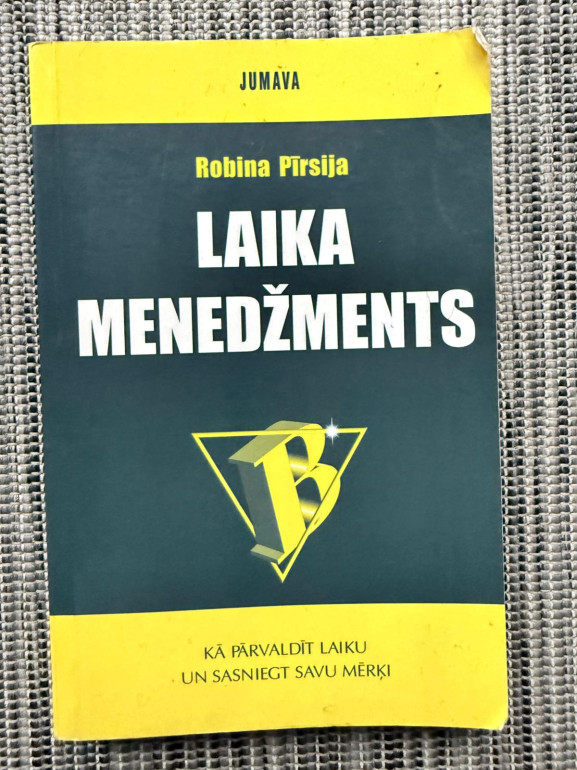 JUMAVA
Robina Pīrsija
LAIKA
MENEDŽMENTS
B
KĀ PĀRVALDĪT LAIKU
UN SASNIEGT SAVU MĒRĶI